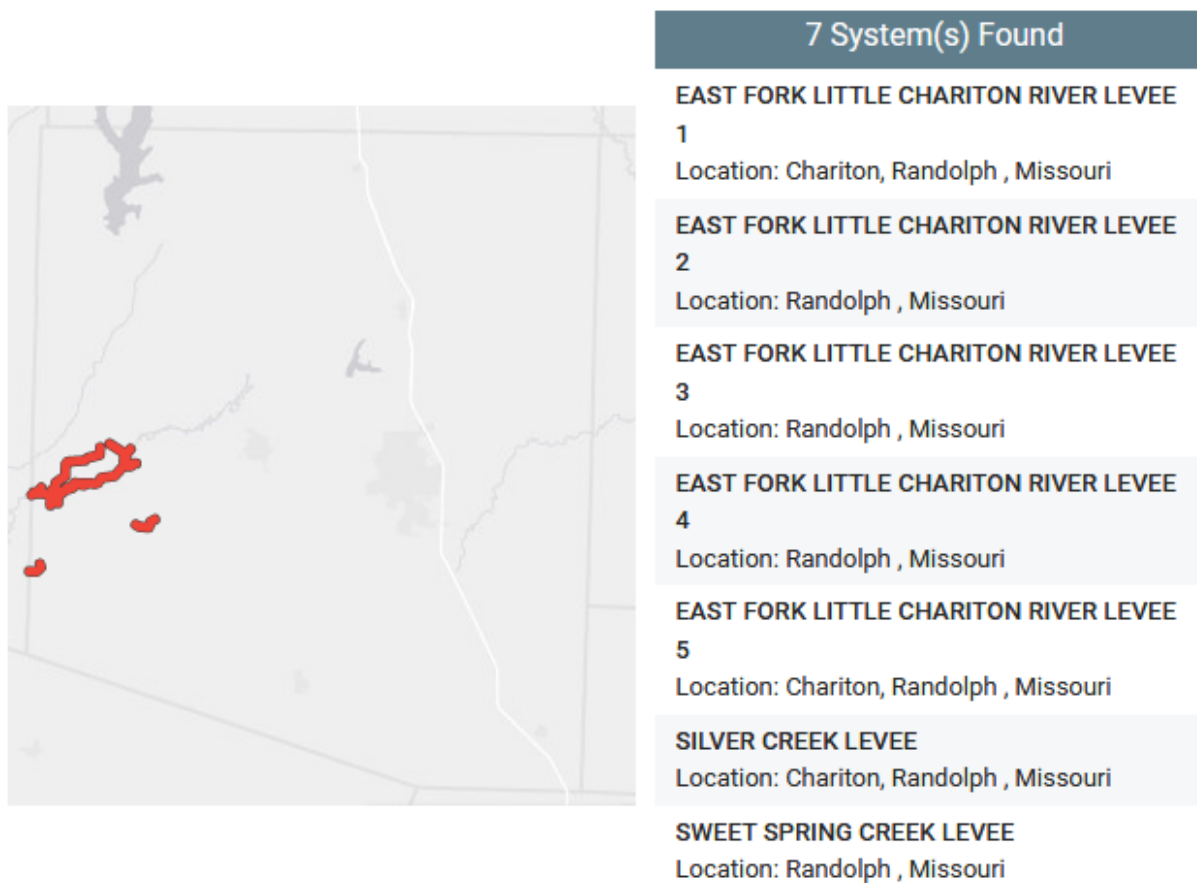 7 System(s) Found
EAST FORK LITTLE CHARITON RIVER LEVEE
1
Location: Chariton, Randolph , Missouri
EAST FORK LITTLE CHARITON RIVER LEVEE
2
Location: Randolph , Missouri
EAST FORK LITTLE CHARITON RIVER LEVEE
3
Location: Randolph , Missouri
EAST FORK LITTLE CHARITON RIVER LEVEE
4
Location: Randolph , Missouri
EAST FORK LITTLE CHARITON RIVER LEVEE
5
Location: Chariton, Randolph , Missouri
SILVER CREEK LEVEE
Location: Chariton, Randolph , Missouri
SWEET SPRING CREEK LEVEE
Location: Randolph , Missouri